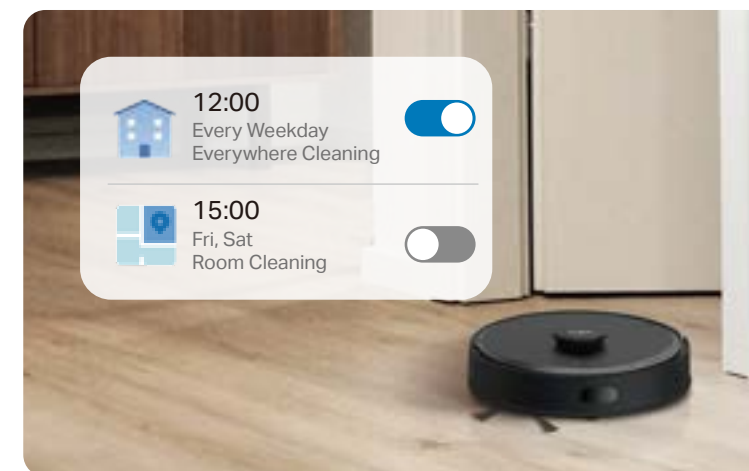 12:00
Every Weekday
Everywhere Cleaning
15:00
Fri, Sat
Room Cleaning